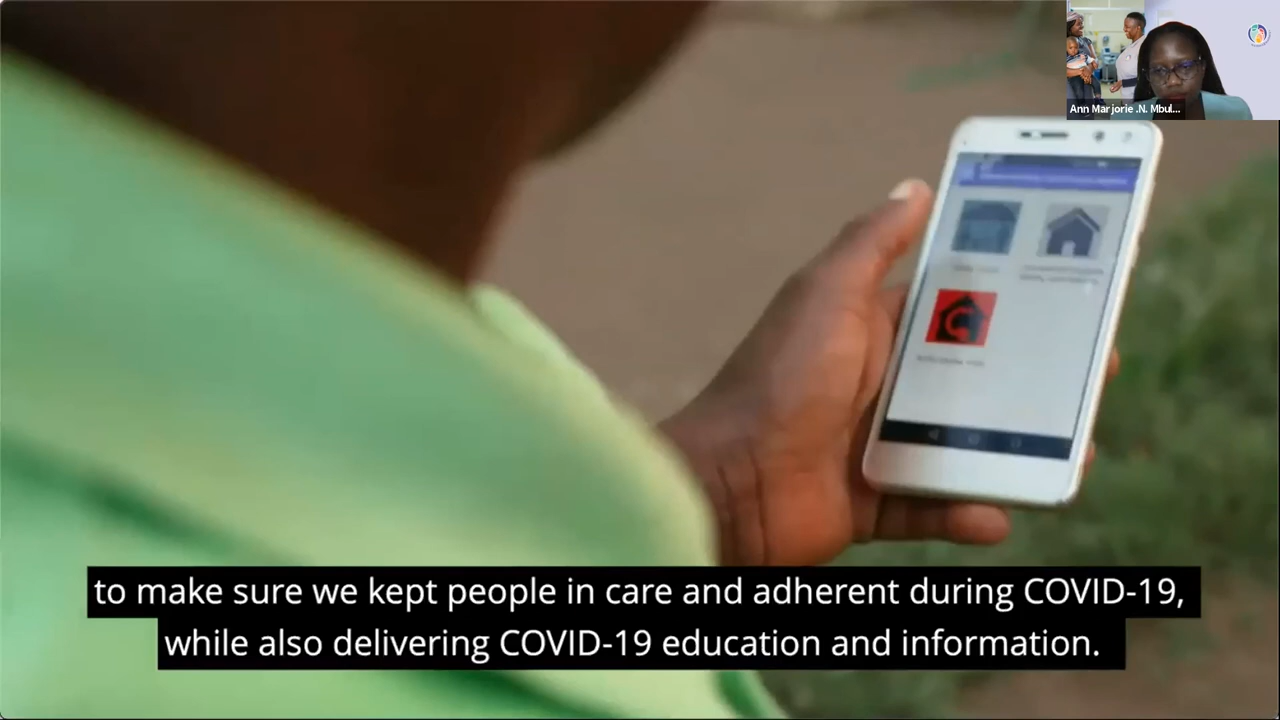 Ann Marjorie .N. Mbul...
to make sure we kept people in care and adherent during COVID-19,
while also delivering COVID-19 education and information.